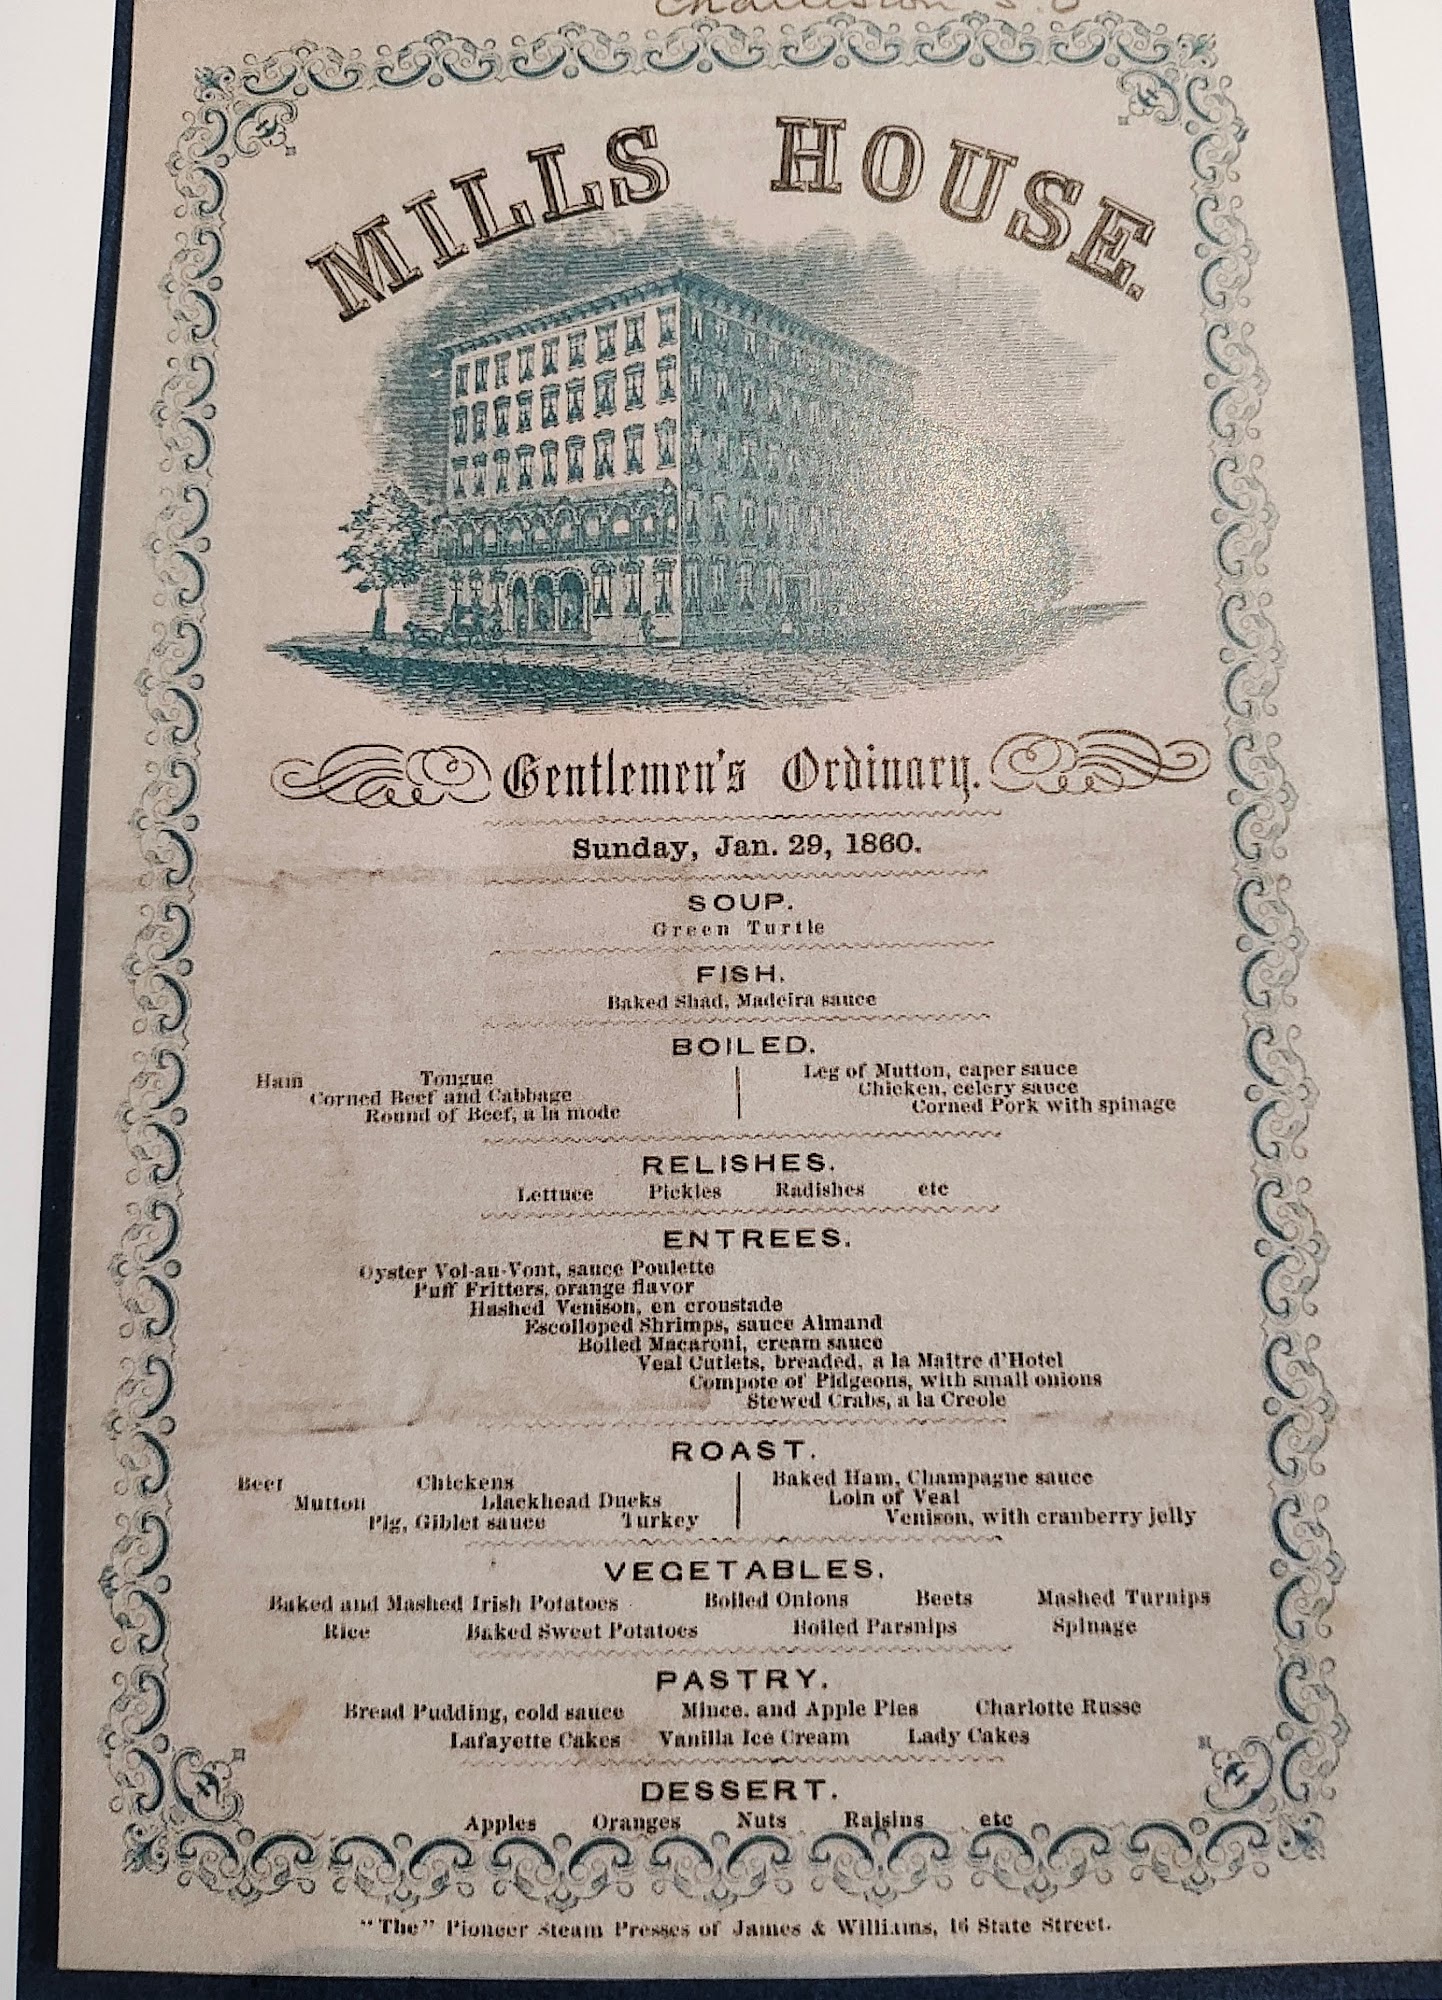 Charleston S.C
MILLS HOUSE.
Gentlemen's Ordinary.
Sunday, Jan. 29, 1860.
SOUP.
Green Turtle
FISH.
Baked Shad, Madeira sauce
BOILED.
Ham Tongue
Corned Beef and Cabbage
Round of Beef, a la mode
Leg of Mutton, caper sauce
Chicken, celery sauce
Corned Pork with spinage
RELISHES.
Lettuce Pickles Radishes etc
ENTREES.
Oyster Vol-au-Vont, sauce Poulette
Puff Fritters, orange flavor
Hashed Venison, en croustade
Escolloped Shrimps, sauce Almand
Boiled Macaroni, cream sauce
Veal Cutlets, breaded, a la Maitre d'Hotel
Compote of Pidgeons, with small onions
Stewed Crabs, a la Creole
ROAST.
Beef Chickens
Mutton Blackhead Ducks
Pig, Giblet sauce Turkey
Baked Ham, Champagne sauce
Loin of Veal
Venison, with cranberry jelly
VEGETABLES.
Baked and Mashed Irish Potatoes Boiled Onions Beets Mashed Turnips
Rice Baked Sweet Potatoes Boiled Parsnips Spinage
PASTRY.
Bread Pudding, cold sauce Mince. and Apple Pies Charlotte Russe
Lafayette Cakes Vanilla Ice Cream Lady Cakes
DESSERT.
Apples Oranges Nuts Raisins etc
"The" Pioneer Steam Presses of James & Williams, 16 State Street.